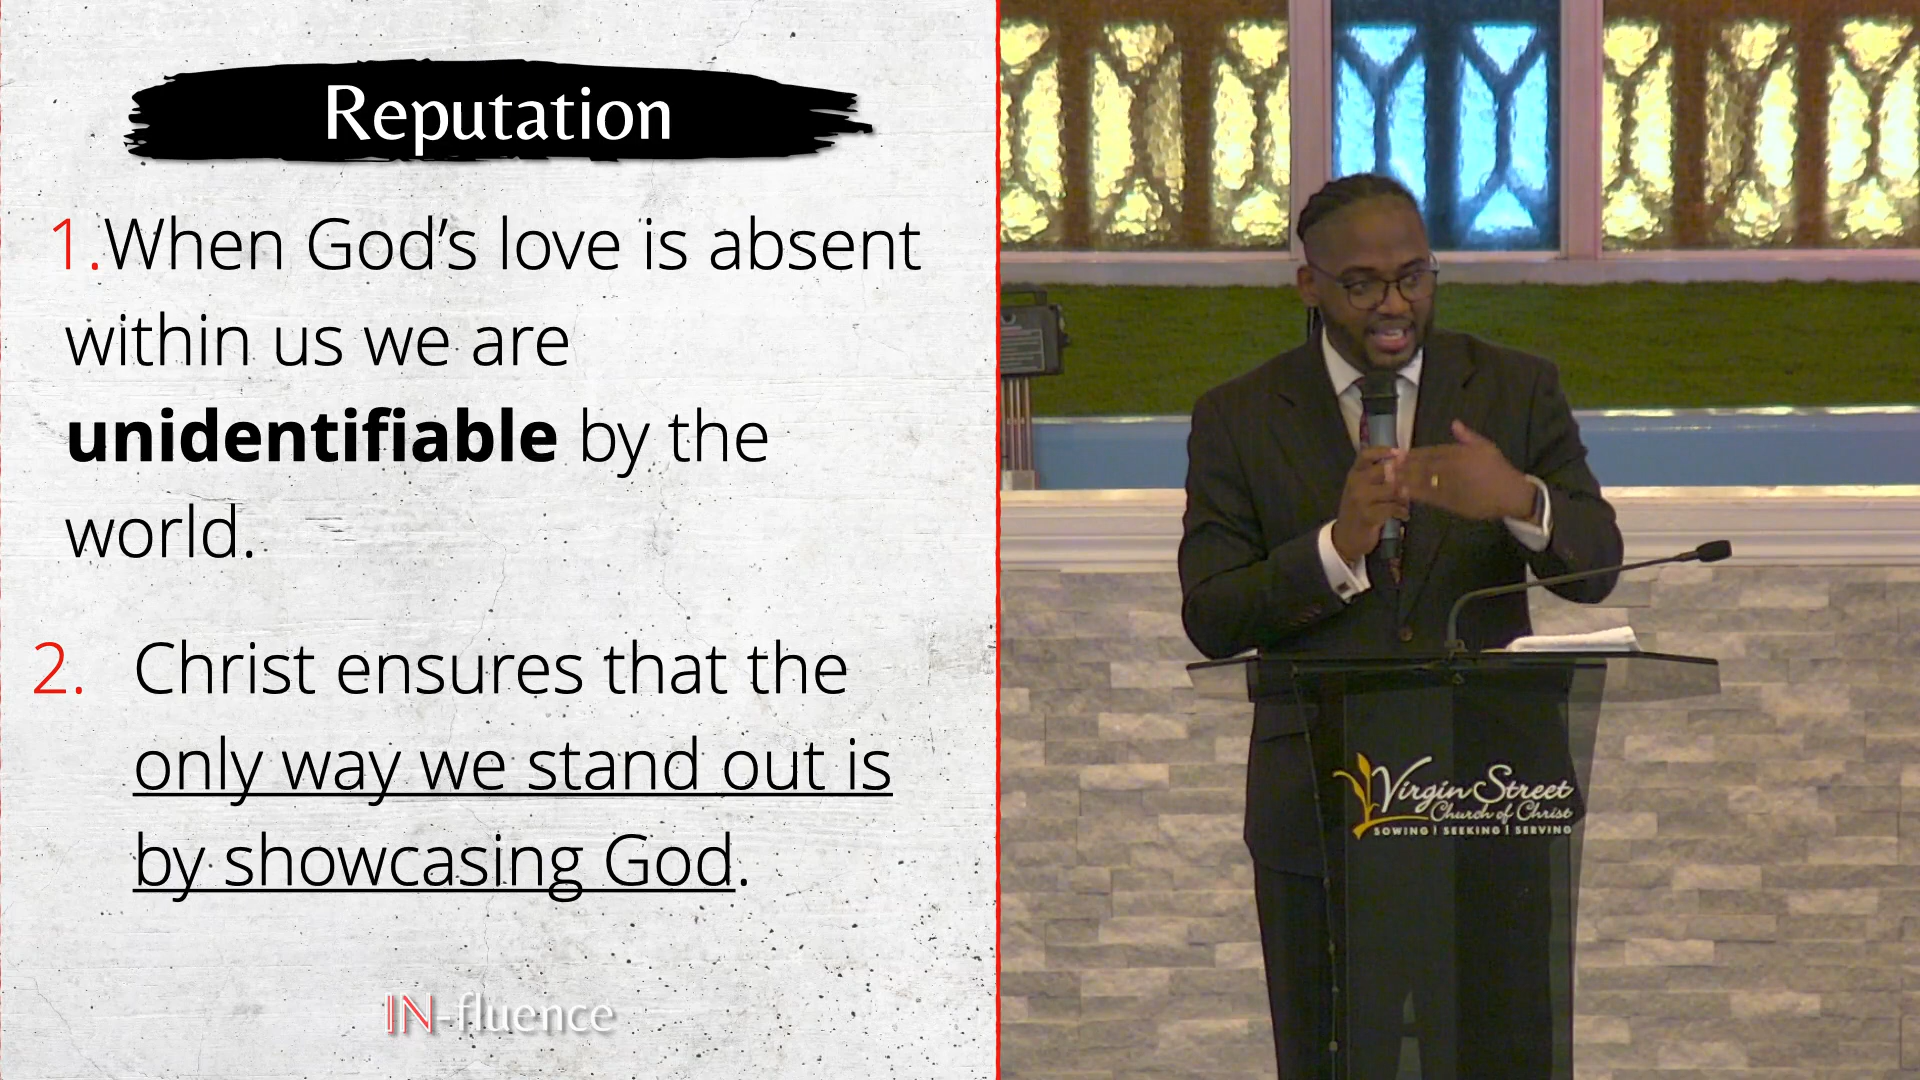 Reputation
1.When God’s love is absent
within us we are
unidentifiable by the
world.
2. Christ ensures that the
only way we stand out is
by showcasing God.
IN-fluence
Virgin Street
Church of Christ
SOWING | SEEKING | SERVING